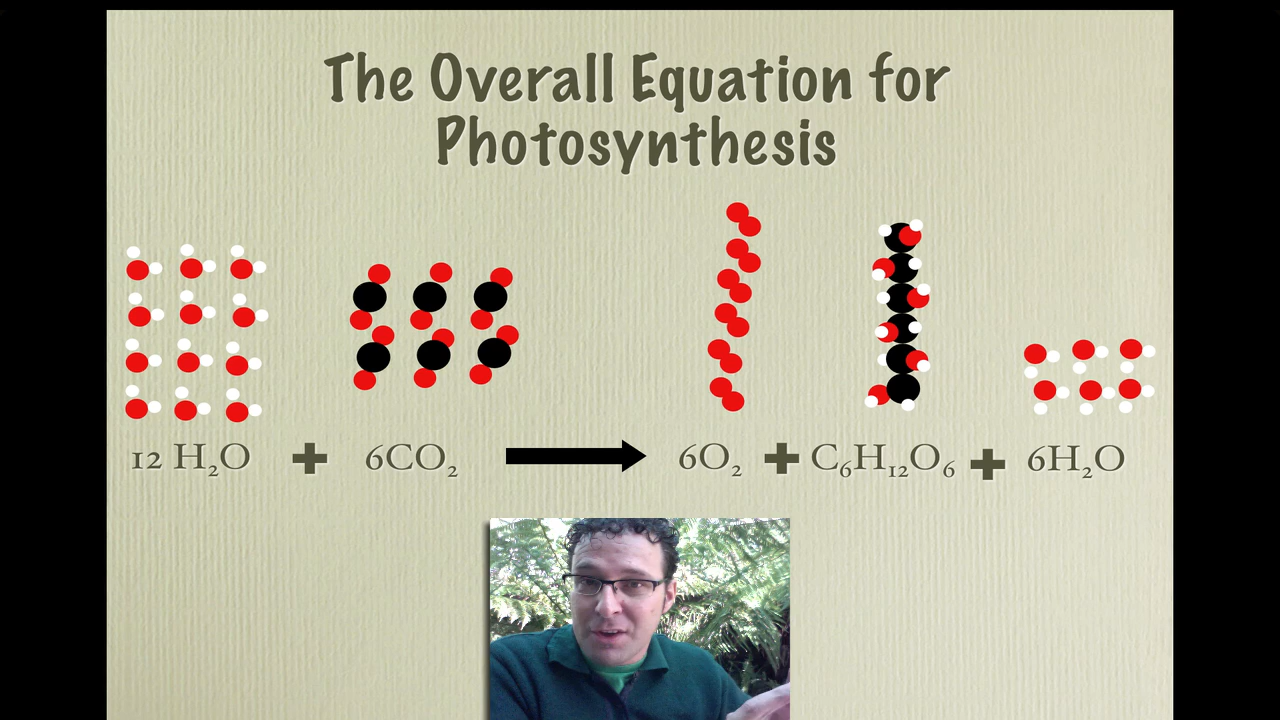 The Overall Equation for
Photosynthesis
12 H₂O + 6CO₂ → 6O₂ + C₆H₁₂O₆ + 6H₂O